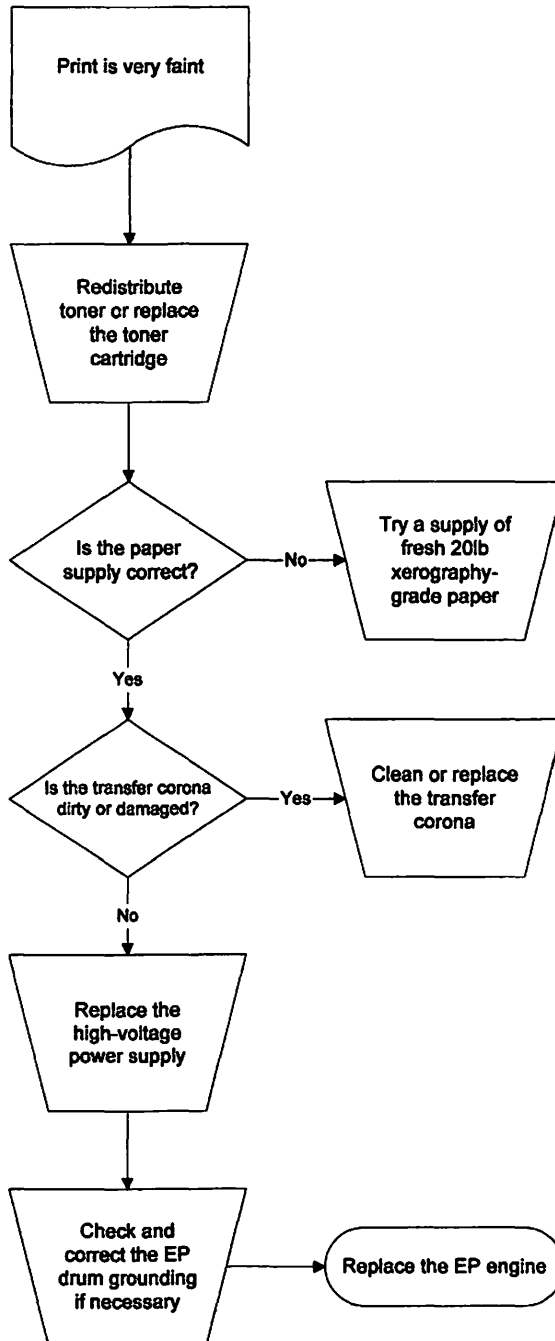 Print is very faint
Redistribute
toner or replace
the toner
cartridge
Is the paper
supply correct?
No
Try a supply of
fresh 20lb
xerography-
grade paper
Yes
Is the transfer corona
dirty or damaged?
Yes
Clean or replace
the transfer
corona
No
Replace the
high-voltage
power supply
Check and
correct the EP
drum grounding
if necessary
Replace the EP engine